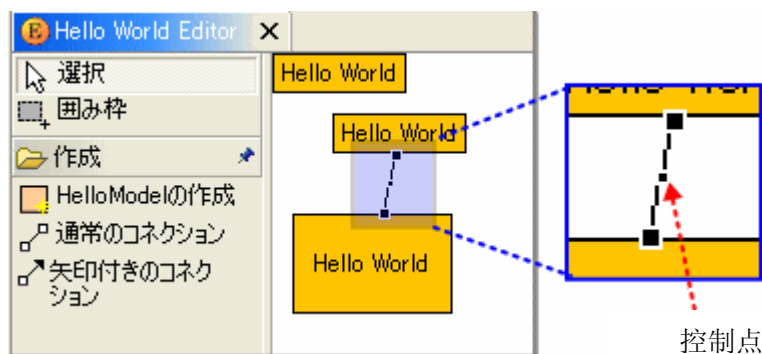 Hello World Editor
選択
囲み枠
作成
HelloModelの作成
通常のコネクション
矢印付きのコネク
ション
Hello World
Hello World
Hello World
控制点